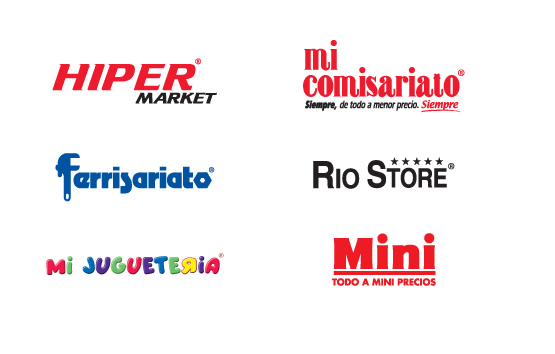 HIPER®
MARKET
mi
comisariato®
Siempre, de todo a menor precio. Siempre
Ferrisariato®
RIO STORE®
MI JUGUETERIA®
Mini
TODO A MINI PRECIOS